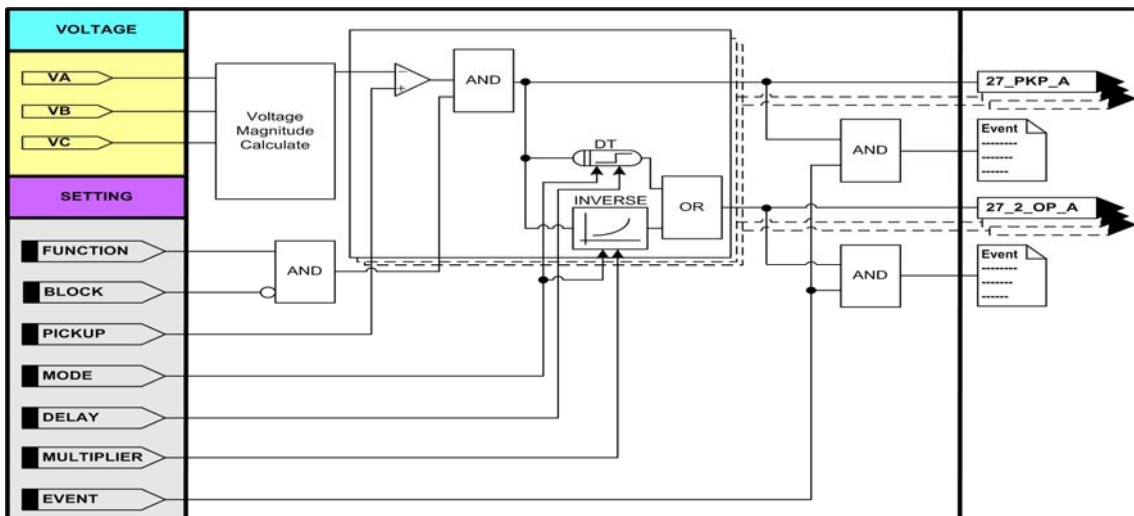 VOLTAGE
VA
VB
VC
Voltage
Magnitude
Calculate
SETTING
FUNCTION
BLOCK
PICKUP
MODE
DELAY
MULTIPLIER
EVENT
AND
−
+
AND
DT
INVERSE
OR
27_PKP_A
AND
Event
--------
-------
------
27_2_OP_A
AND
Event
--------
-------
------